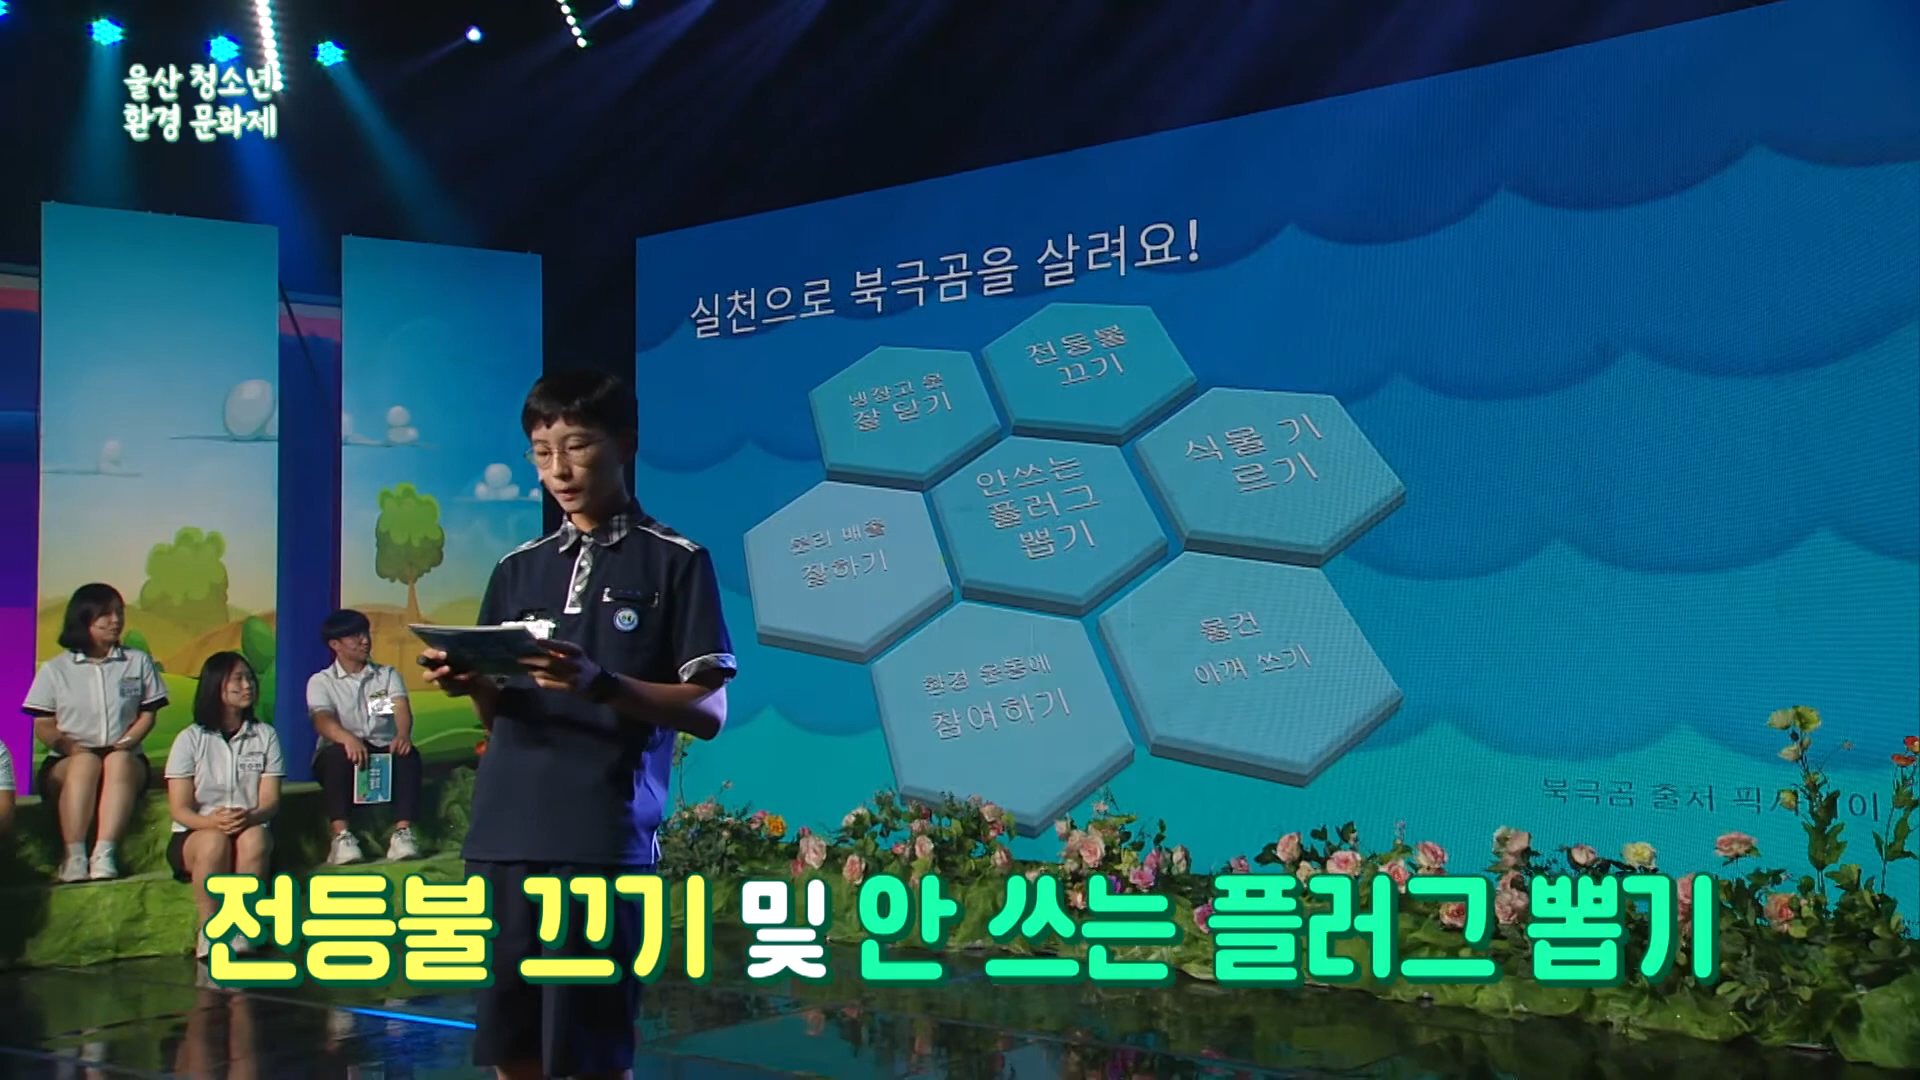 울산 청소년
환경 문화제
실천으로 북극곰을 살려요!
전등불
끄기
냉장고 문
잘 닫기
식물 기
르기
안쓰는
플러그
뽑기
분리 배출
잘하기
물건
아껴 쓰기
환경 운동에
참여하기
북극곰 출처 픽사베이
전등불 끄기 및 안 쓰는 플러그 뽑기